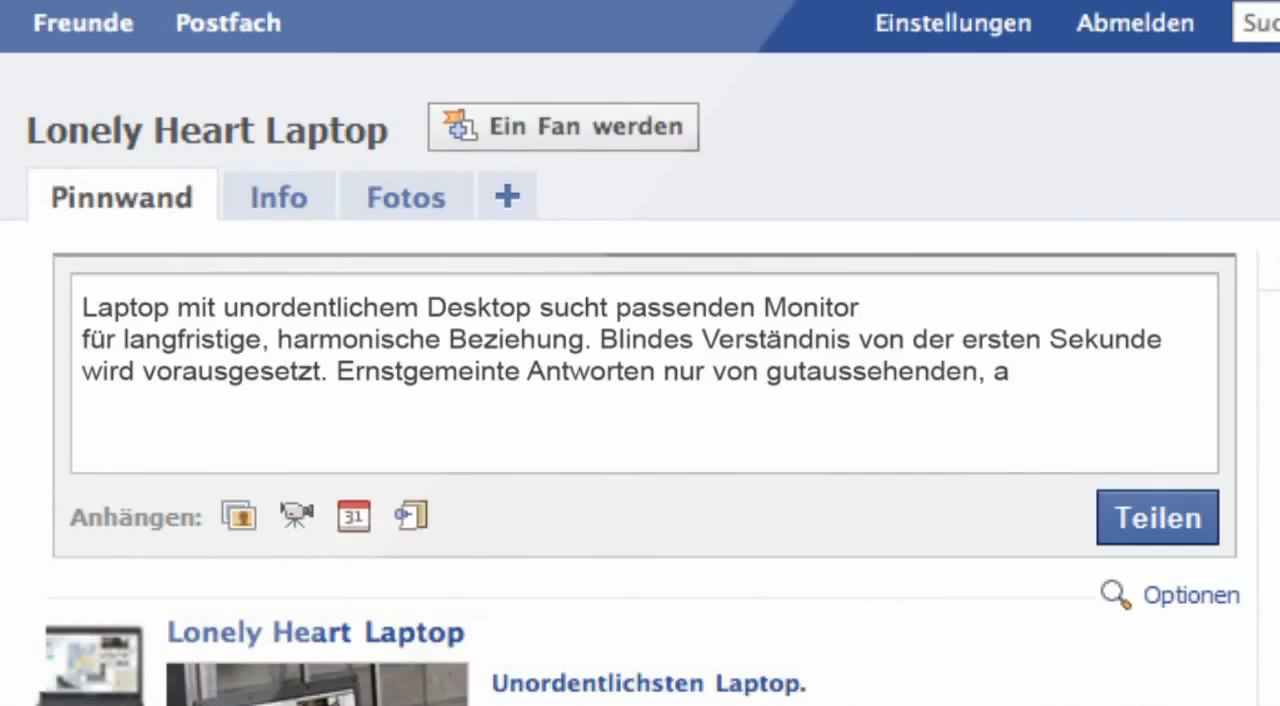 Freunde Postfach Einstellungen Abmelden Suc
Lonely Heart Laptop Ein Fan werden
Pinnwand Info Fotos +
Laptop mit unordentlichem Desktop sucht passenden Monitor
für langfristige, harmonische Beziehung. Blindes Verständnis von der ersten Sekunde
wird vorausgesetzt. Ernstgemeinte Antworten nur von gutaussehenden, a
Anhängen: 31 Teilen
Optionen
Lonely Heart Laptop
Unordentlichsten Laptop.